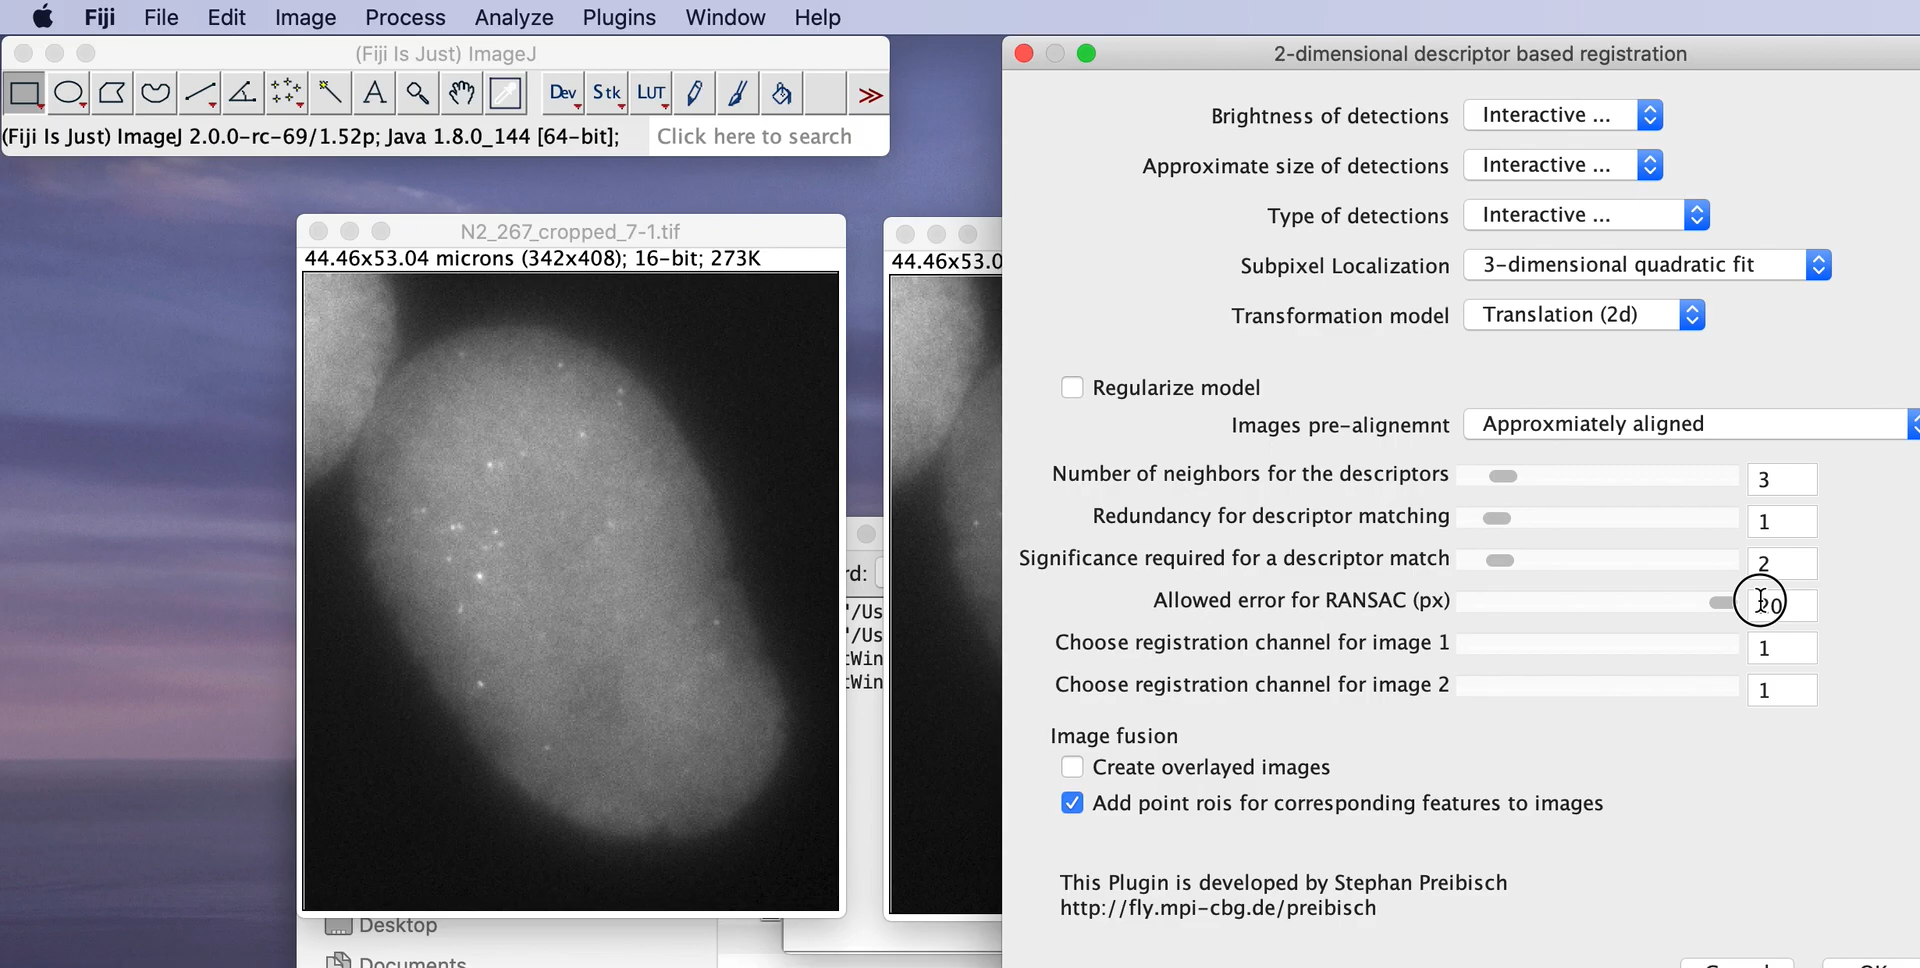 Fiji File Edit Image Process Analyze Plugins Window Help
(Fiji Is Just) ImageJ
Dev Stk LUT
(Fiji Is Just) ImageJ 2.0.0-rc-69/1.52p; Java 1.8.0_144 [64-bit];
Click here to search
N2_267_cropped_7-1.tif
44.46x53.04 microns (342x408); 16-bit; 273K
44.46x53.0
rd:
'/Us
'/Us
tWin
tWin
Desktop
Documents
2-dimensional descriptor based registration
Brightness of detections Interactive ...
Approximate size of detections Interactive ...
Type of detections Interactive ...
Subpixel Localization 3-dimensional quadratic fit
Transformation model Translation (2d)
Regularize model
Images pre-alignemnt Approxmiately aligned
Number of neighbors for the descriptors 3
Redundancy for descriptor matching 1
Significance required for a descriptor match 2
Allowed error for RANSAC (px) 20
Choose registration channel for image 1 1
Choose registration channel for image 2 1
Image fusion
Create overlayed images
Add point rois for corresponding features to images
This Plugin is developed by Stephan Preibisch
http://fly.mpi-cbg.de/preibisch